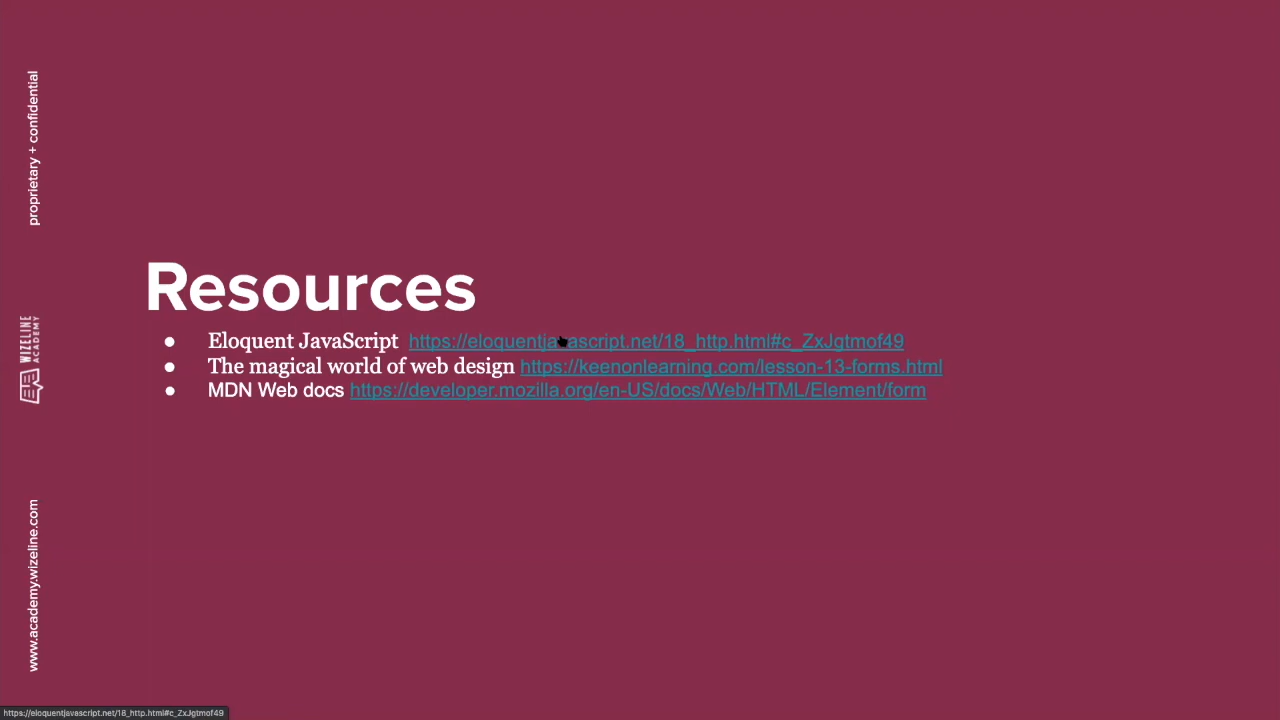 proprietary + confidential
WIZELINE
ACADEMY
www.academy.wizeline.com
Resources
● Eloquent JavaScript https://eloquentjavascript.net/18_http.html#c_ZxJgtmof49
● The magical world of web design https://keenonlearning.com/lesson-13-forms.html
● MDN Web docs https://developer.mozilla.org/en-US/docs/Web/HTML/Element/form
https://eloquentjavascript.net/18_http.html#c_ZxJgtmof49